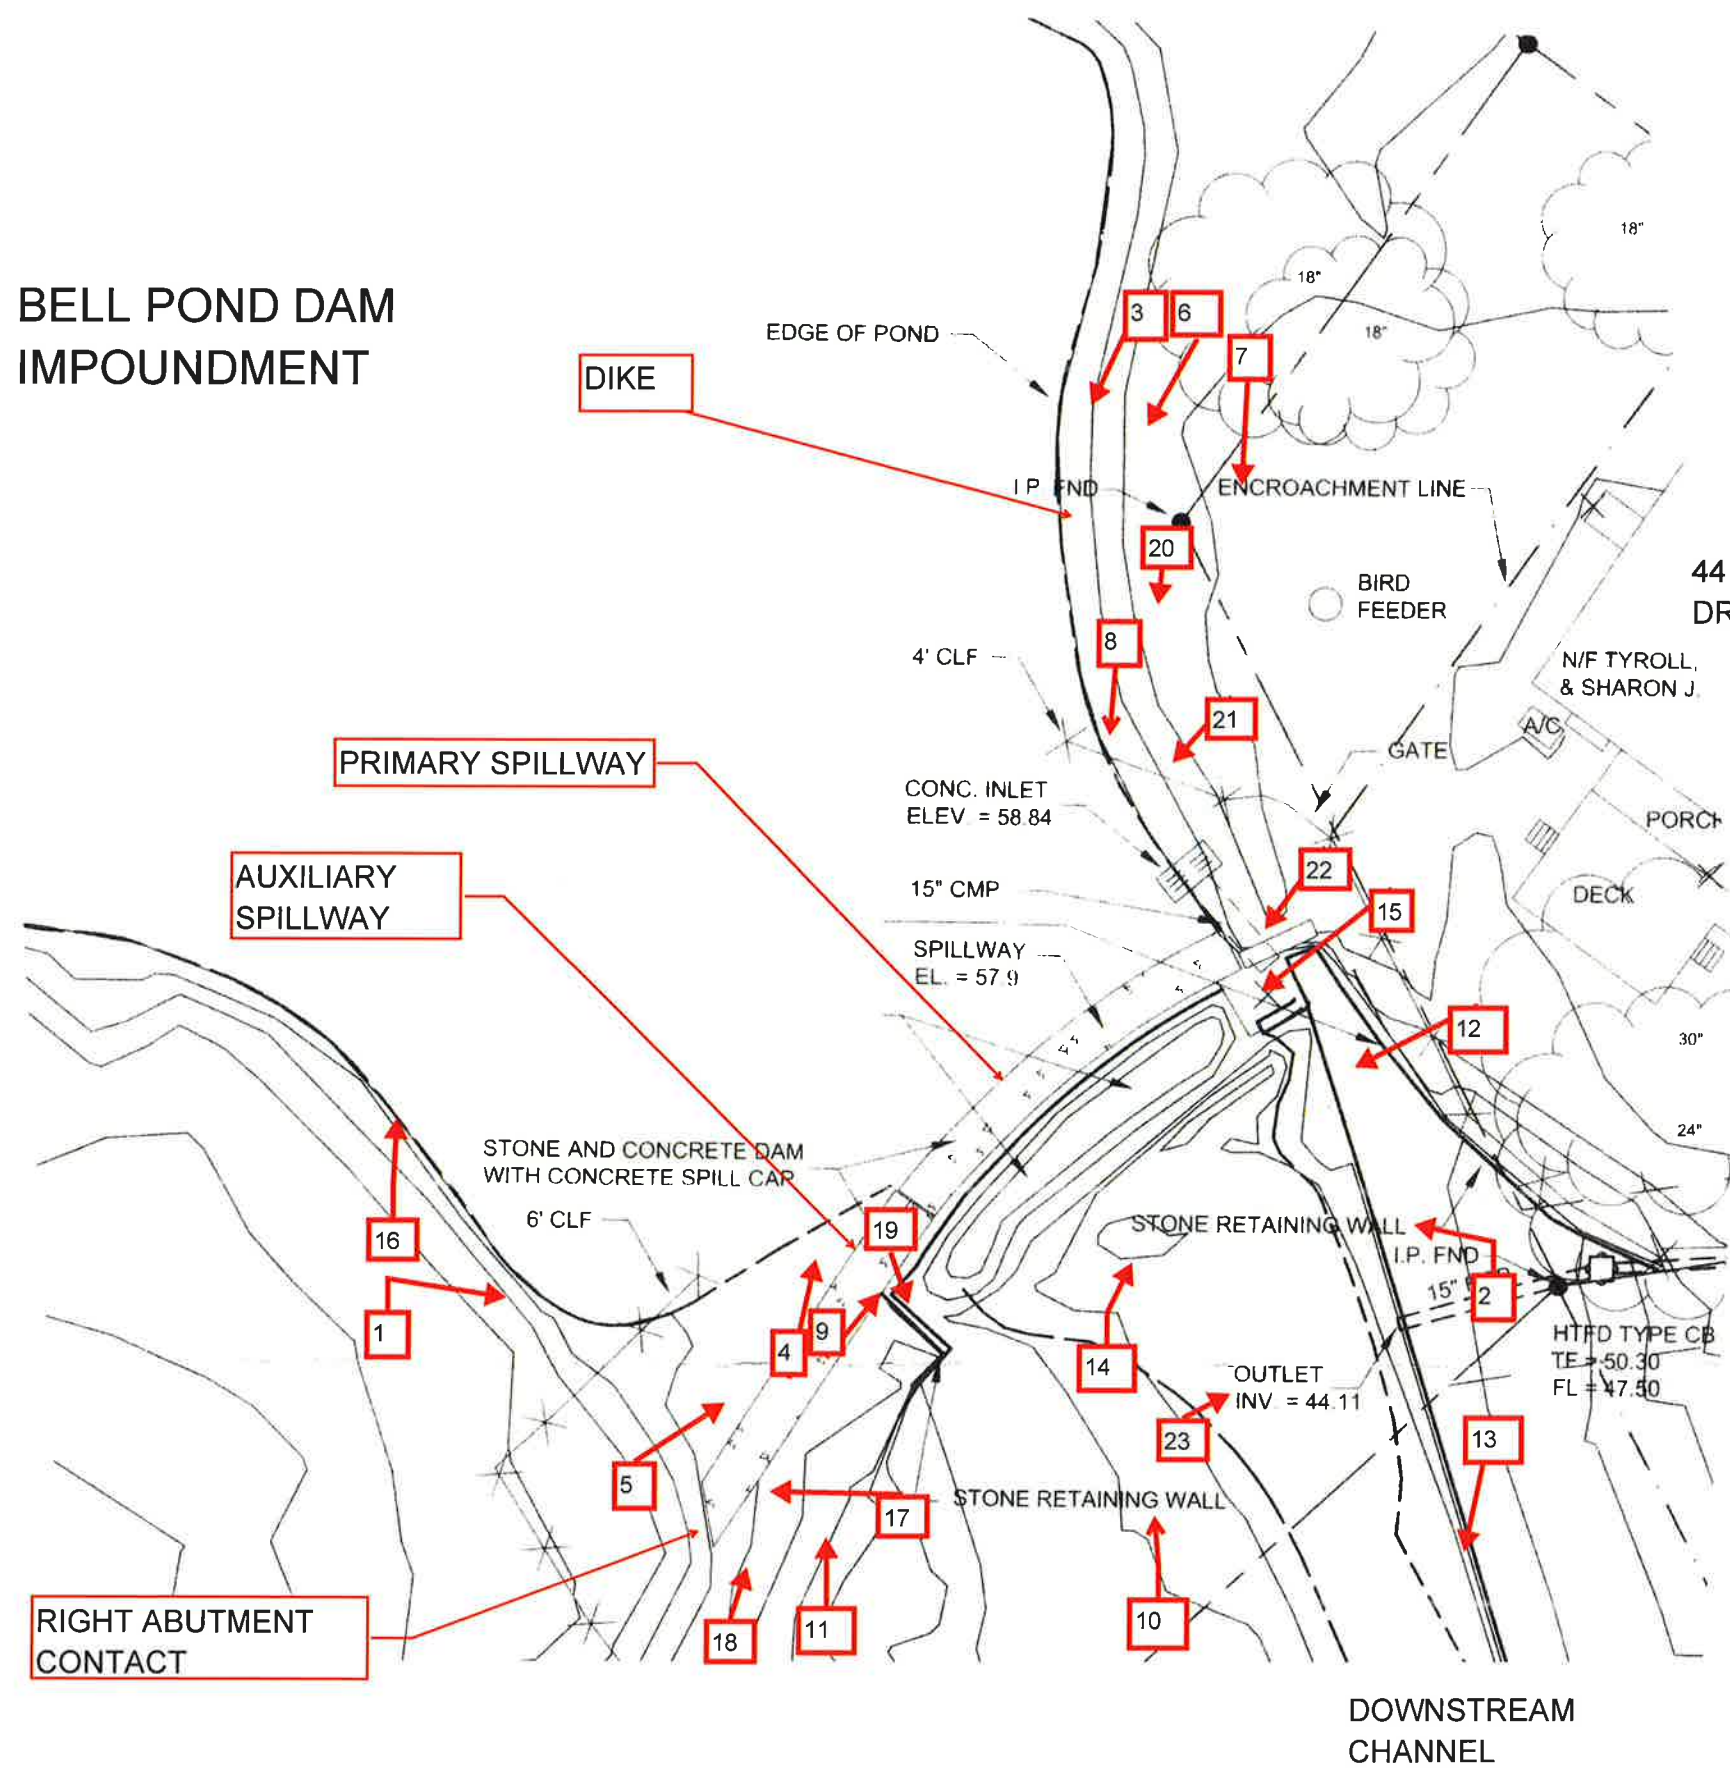 18"
18"
18"
BELL POND DAM
IMPOUNDMENT
3
6
7
EDGE OF POND
DIKE
I.P. FND
ENCROACHMENT LINE
20
44
DR
BIRD
FEEDER
8
4' CLF
N/F TYROLL,
& SHARON J.
21
A/C
GATE
PRIMARY SPILLWAY
CONC. INLET
ELEV. = 58.84
PORCH
AUXILIARY
SPILLWAY
22
15" CMP
15
DECK
SPILLWAY
EL. = 57.9
12
30"
24"
STONE AND CONCRETE DAM
WITH CONCRETE SPILL CAP
6' CLF
19
16
STONE RETAINING WALL
I.P. FND
15"
2
1
9
4
14
HTFD TYPE CB
TF = 50.30
FL = 47.50
OUTLET
INV. = 44.11
23
13
5
17
STONE RETAINING WALL
RIGHT ABUTMENT
CONTACT
18
11
10
DOWNSTREAM
CHANNEL